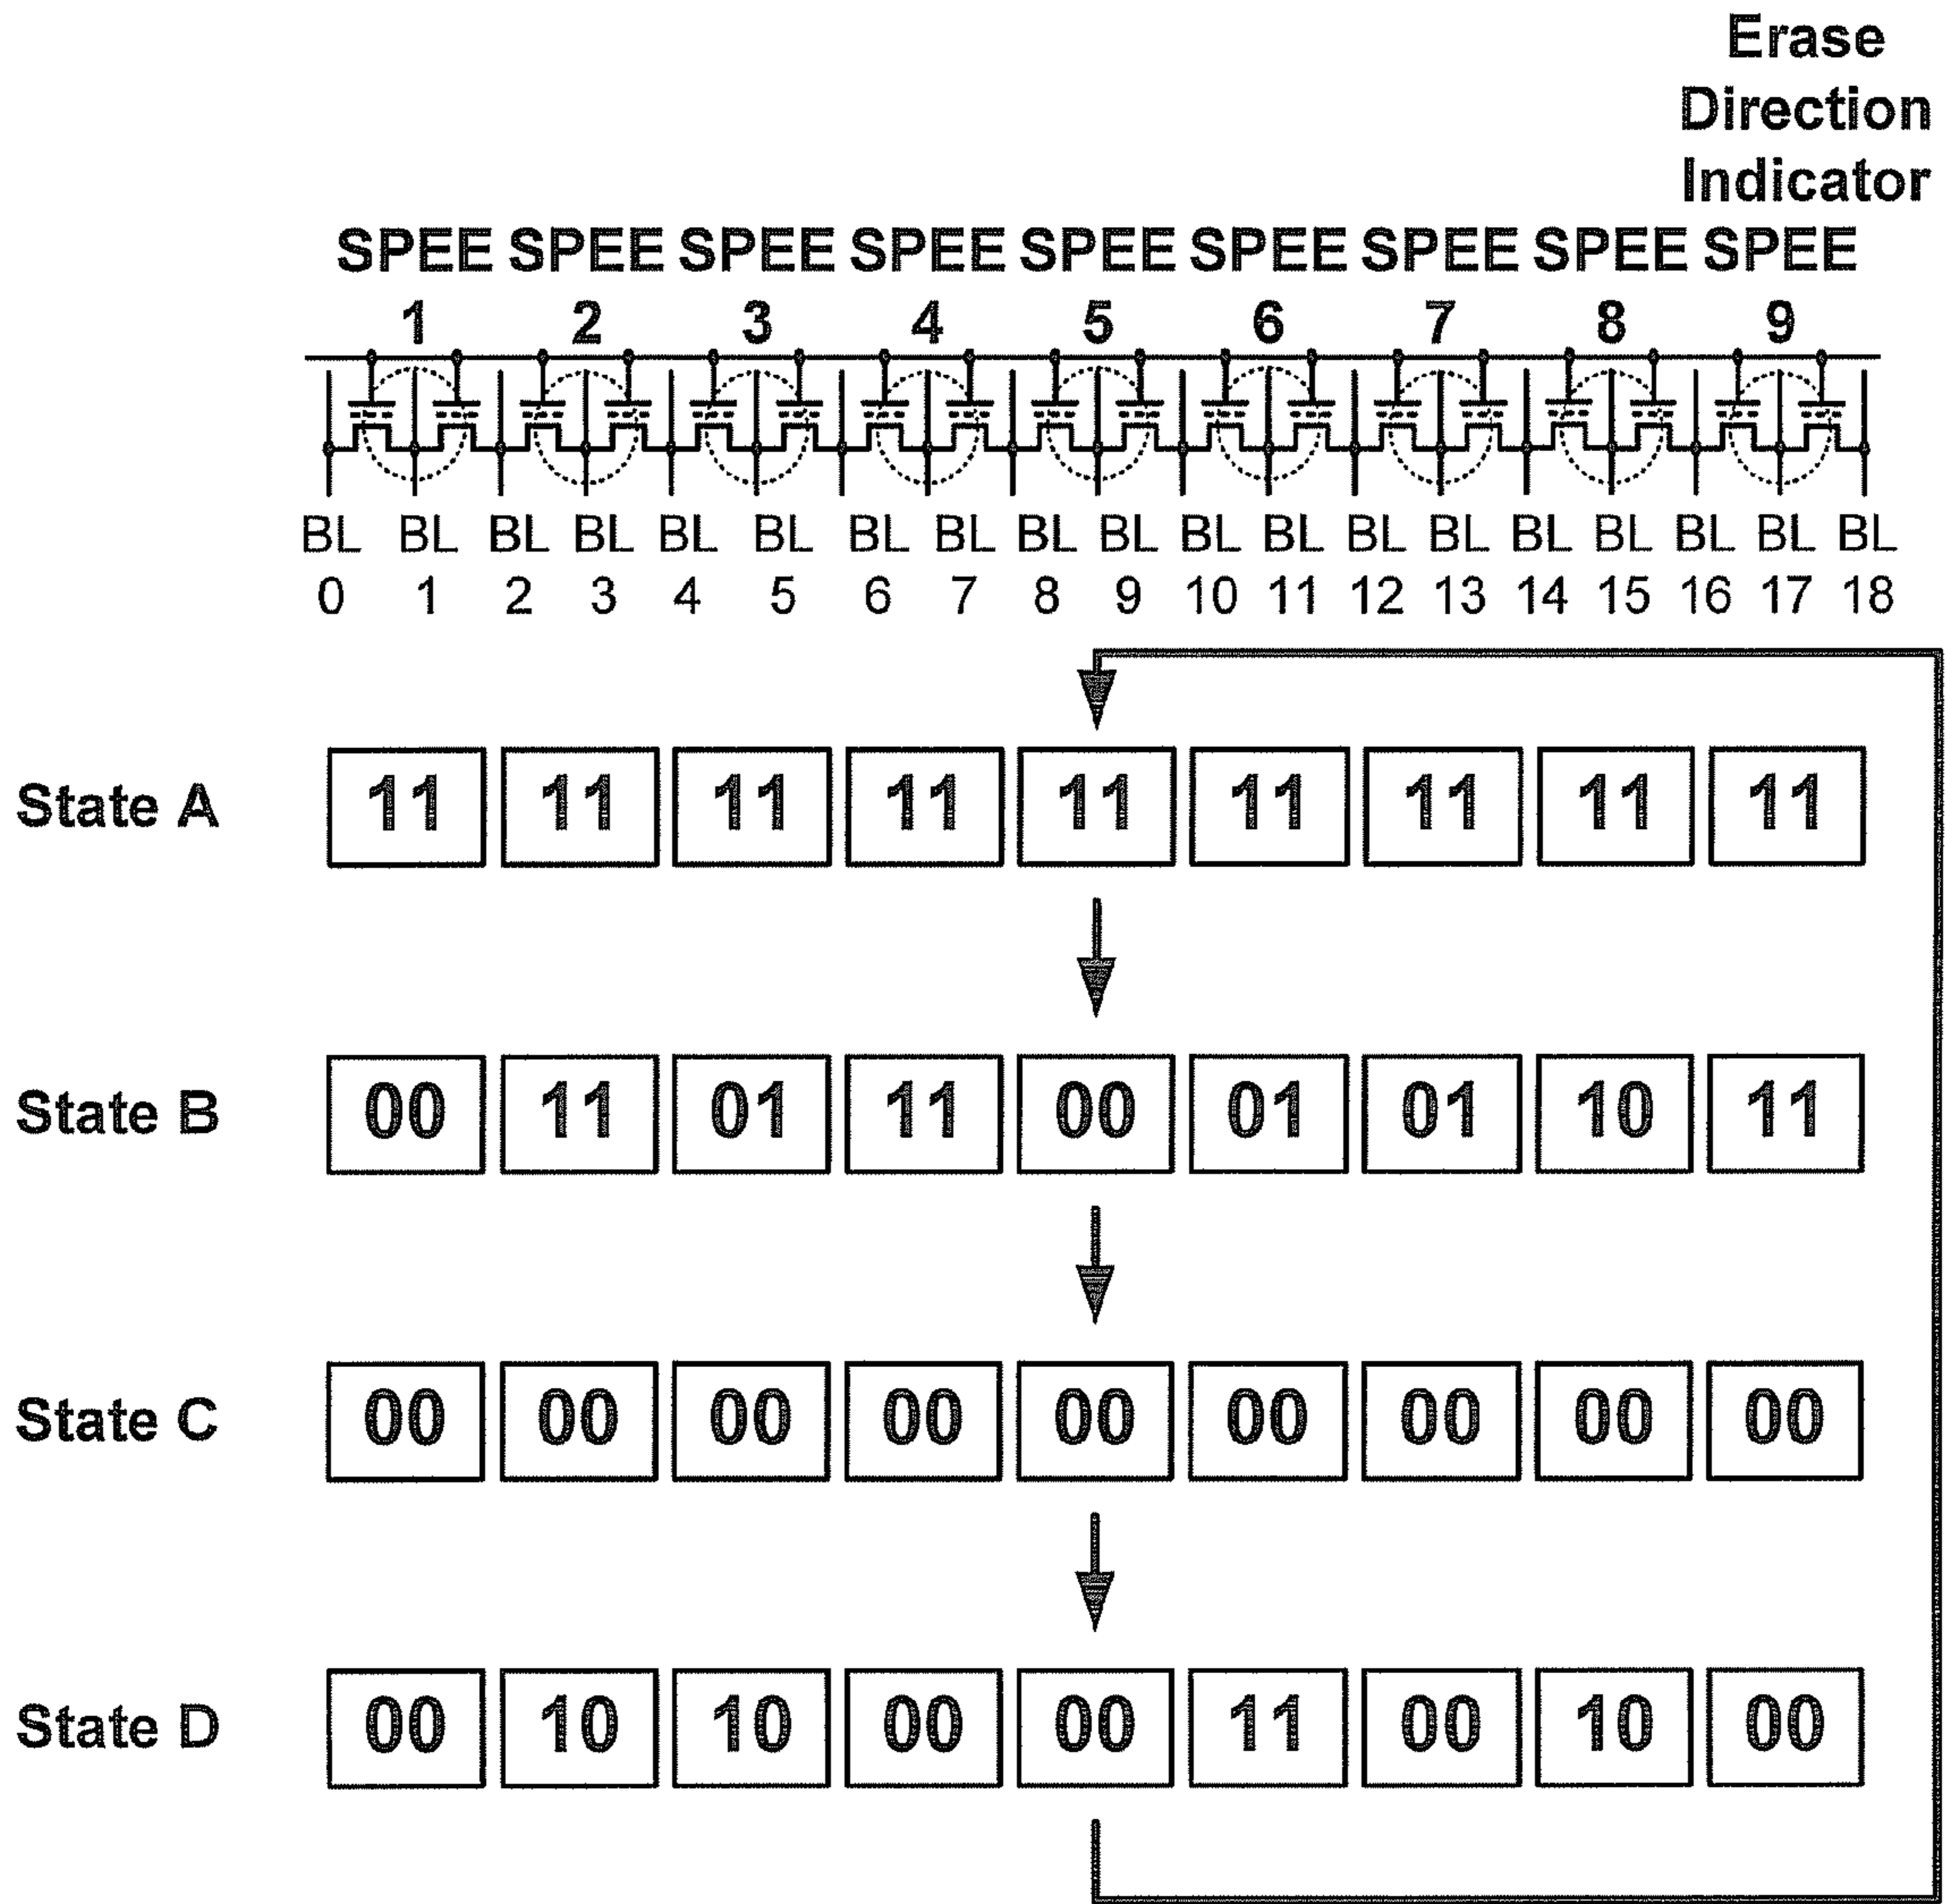 Erase
Direction
Indicator
SPEE SPEE SPEE SPEE SPEE SPEE SPEE SPEE SPEE
1 2 3 4 5 6 7 8 9
BL BL BL BL BL BL BL BL BL BL BL BL BL BL BL BL BL BL BL
0 1 2 3 4 5 6 7 8 9 10 11 12 13 14 15 16 17 18
State A 11 11 11 11 11 11 11 11 11
State B 00 11 01 11 00 01 01 10 11
State C 00 00 00 00 00 00 00 00 00
State D 00 10 10 00 00 11 00 10 00